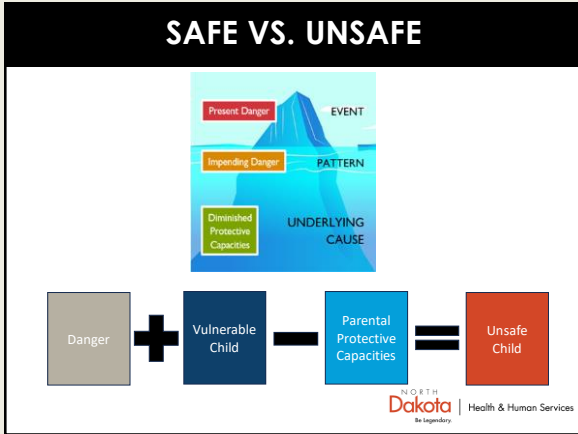 SAFE VS. UNSAFE
Present Danger
EVENT
Impending Danger
PATTERN
Diminished
Protective
Capacities
UNDERLYING
CAUSE
Danger
Vulnerable
Child
Parental
Protective
Capacities
Unsafe
Child
NORTH
Dakota
Be Legendary.
Health & Human Services